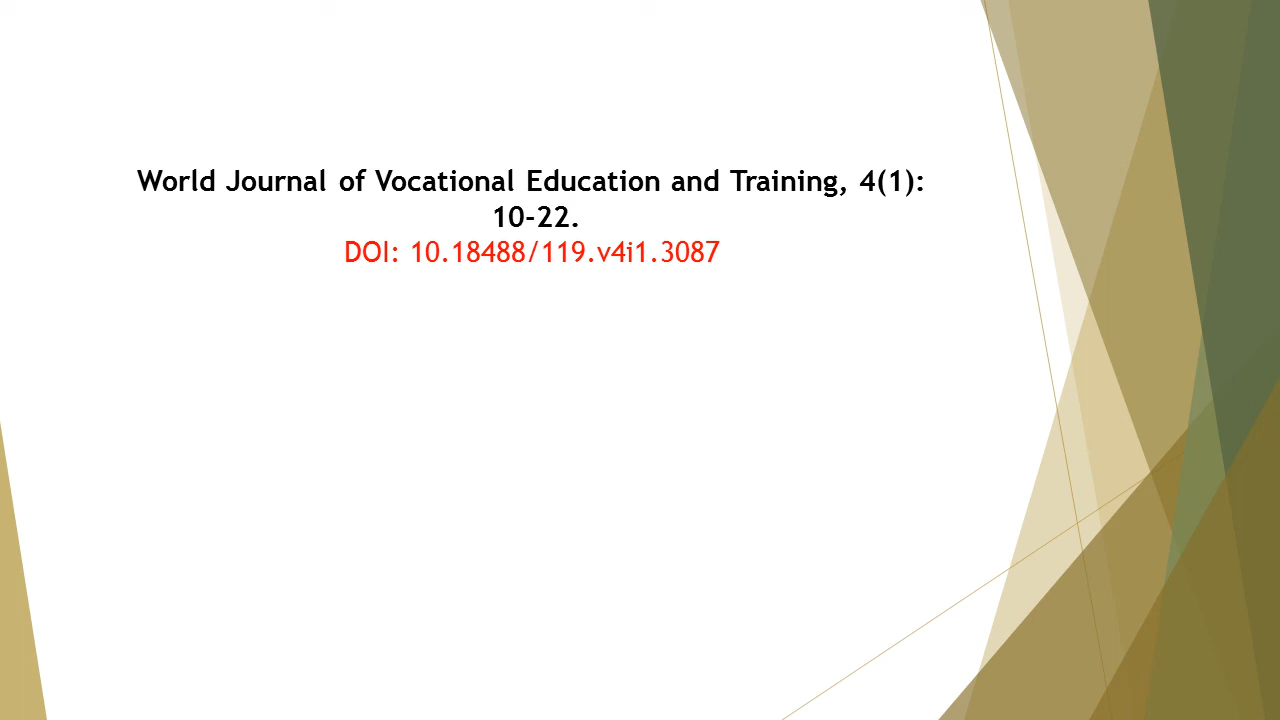 World Journal of Vocational Education and Training, 4(1):
10-22.
DOI: 10.18488/119.v4i1.3087